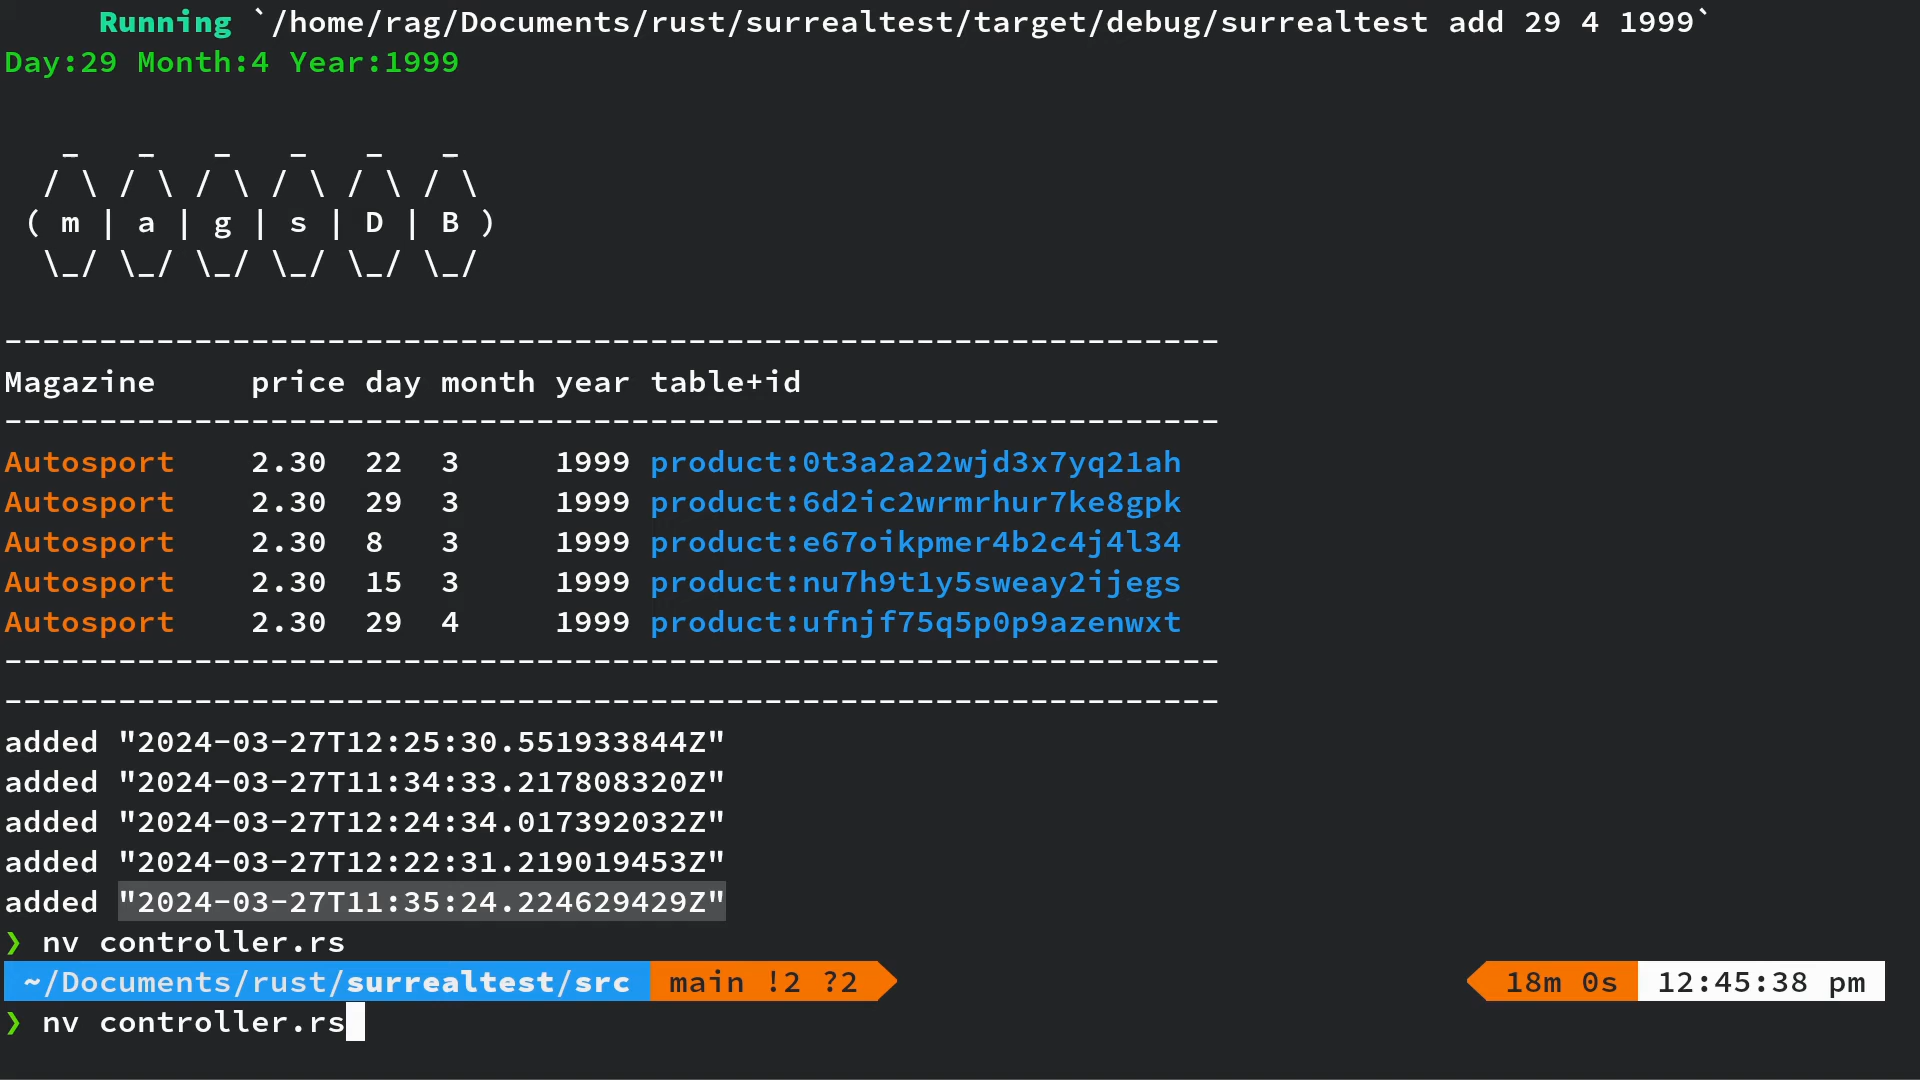 Running `/home/rag/Documents/rust/surrealtest/target/debug/surrealtest add 29 4 1999`
Day:29 Month:4 Year:1999
   _   _   _   _   _   _
  / \ / \ / \ / \ / \ / \
 ( m | a | g | s | D | B )
  \_/ \_/ \_/ \_/ \_/ \_/
----------------------------------------------------------------
Magazine     price day month year table+id
----------------------------------------------------------------
Autosport    2.30  22  3     1999 product:0t3a2a22wjd3x7yq21ah
Autosport    2.30  29  3     1999 product:6d2ic2wrmrhur7ke8gpk
Autosport    2.30  8   3     1999 product:e67oikpmer4b2c4j4l34
Autosport    2.30  15  3     1999 product:nu7h9t1y5sweay2ijegs
Autosport    2.30  29  4     1999 product:ufnjf75q5p0p9azenwxt
----------------------------------------------------------------
----------------------------------------------------------------
added "2024-03-27T12:25:30.551933844Z"
added "2024-03-27T11:34:33.217808320Z"
added "2024-03-27T12:24:34.017392032Z"
added "2024-03-27T12:22:31.219019453Z"
added "2024-03-27T11:35:24.224629429Z"
❯ nv controller.rs
~/Documents/rust/surrealtest/src main !2 ?2 18m 0s 12:45:38 pm
❯ nv controller.rs